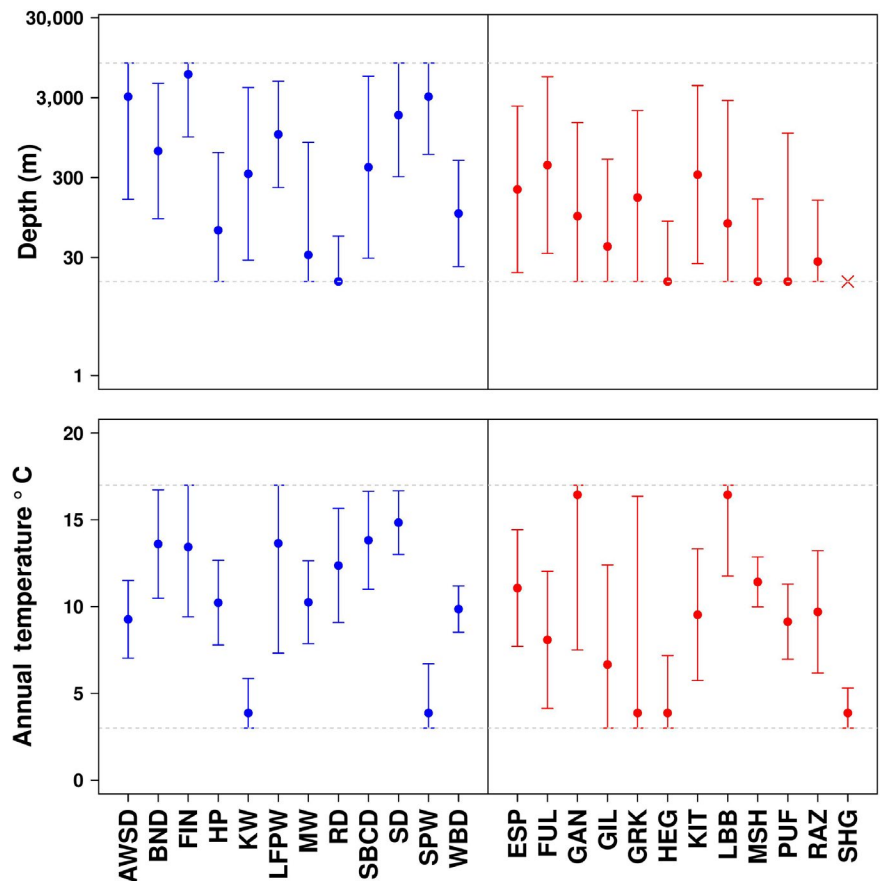 30,000
3,000
300
30
1
Depth (m)
20
15
10
5
0
Annual temperature ° C
AWSD
BND
FIN
HP
KW
LFPW
MW
RD
SBCD
SD
SPW
WBD
ESP
FUL
GAN
GIL
GRK
HEG
KIT
LBB
MSH
PUF
RAZ
SHG